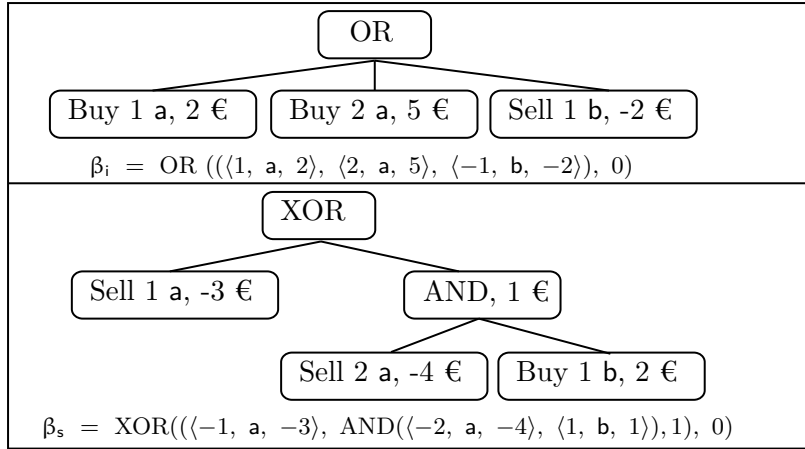 OR
Buy 1 a, 2 €
Buy 2 a, 5 €
Sell 1 b, -2 €
βᵢ = OR ((⟨1, a, 2⟩, ⟨2, a, 5⟩, ⟨−1, b, −2⟩), 0)
XOR
Sell 1 a, -3 €
AND, 1 €
Sell 2 a, -4 €
Buy 1 b, 2 €
βₛ = XOR((⟨−1, a, −3⟩, AND(⟨−2, a, −4⟩, ⟨1, b, 1⟩),1), 0)